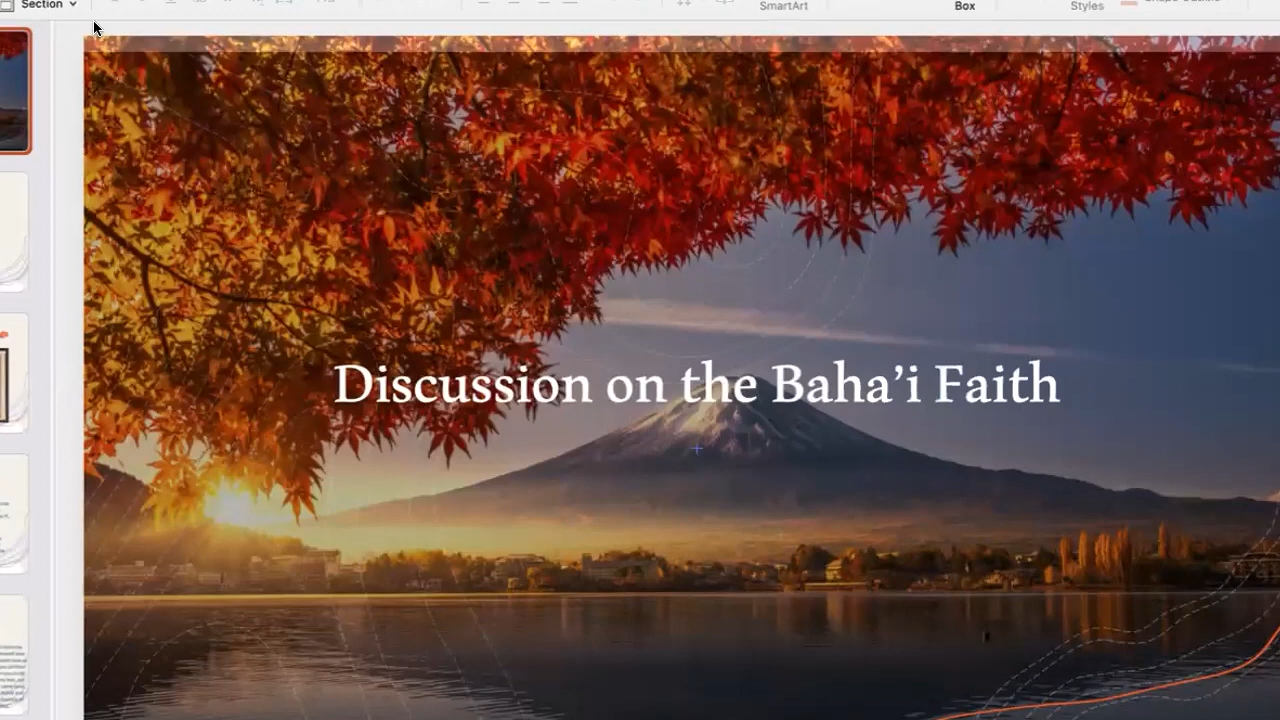 Section
SmartArt
Box
Styles
Discussion on the Baha’i Faith